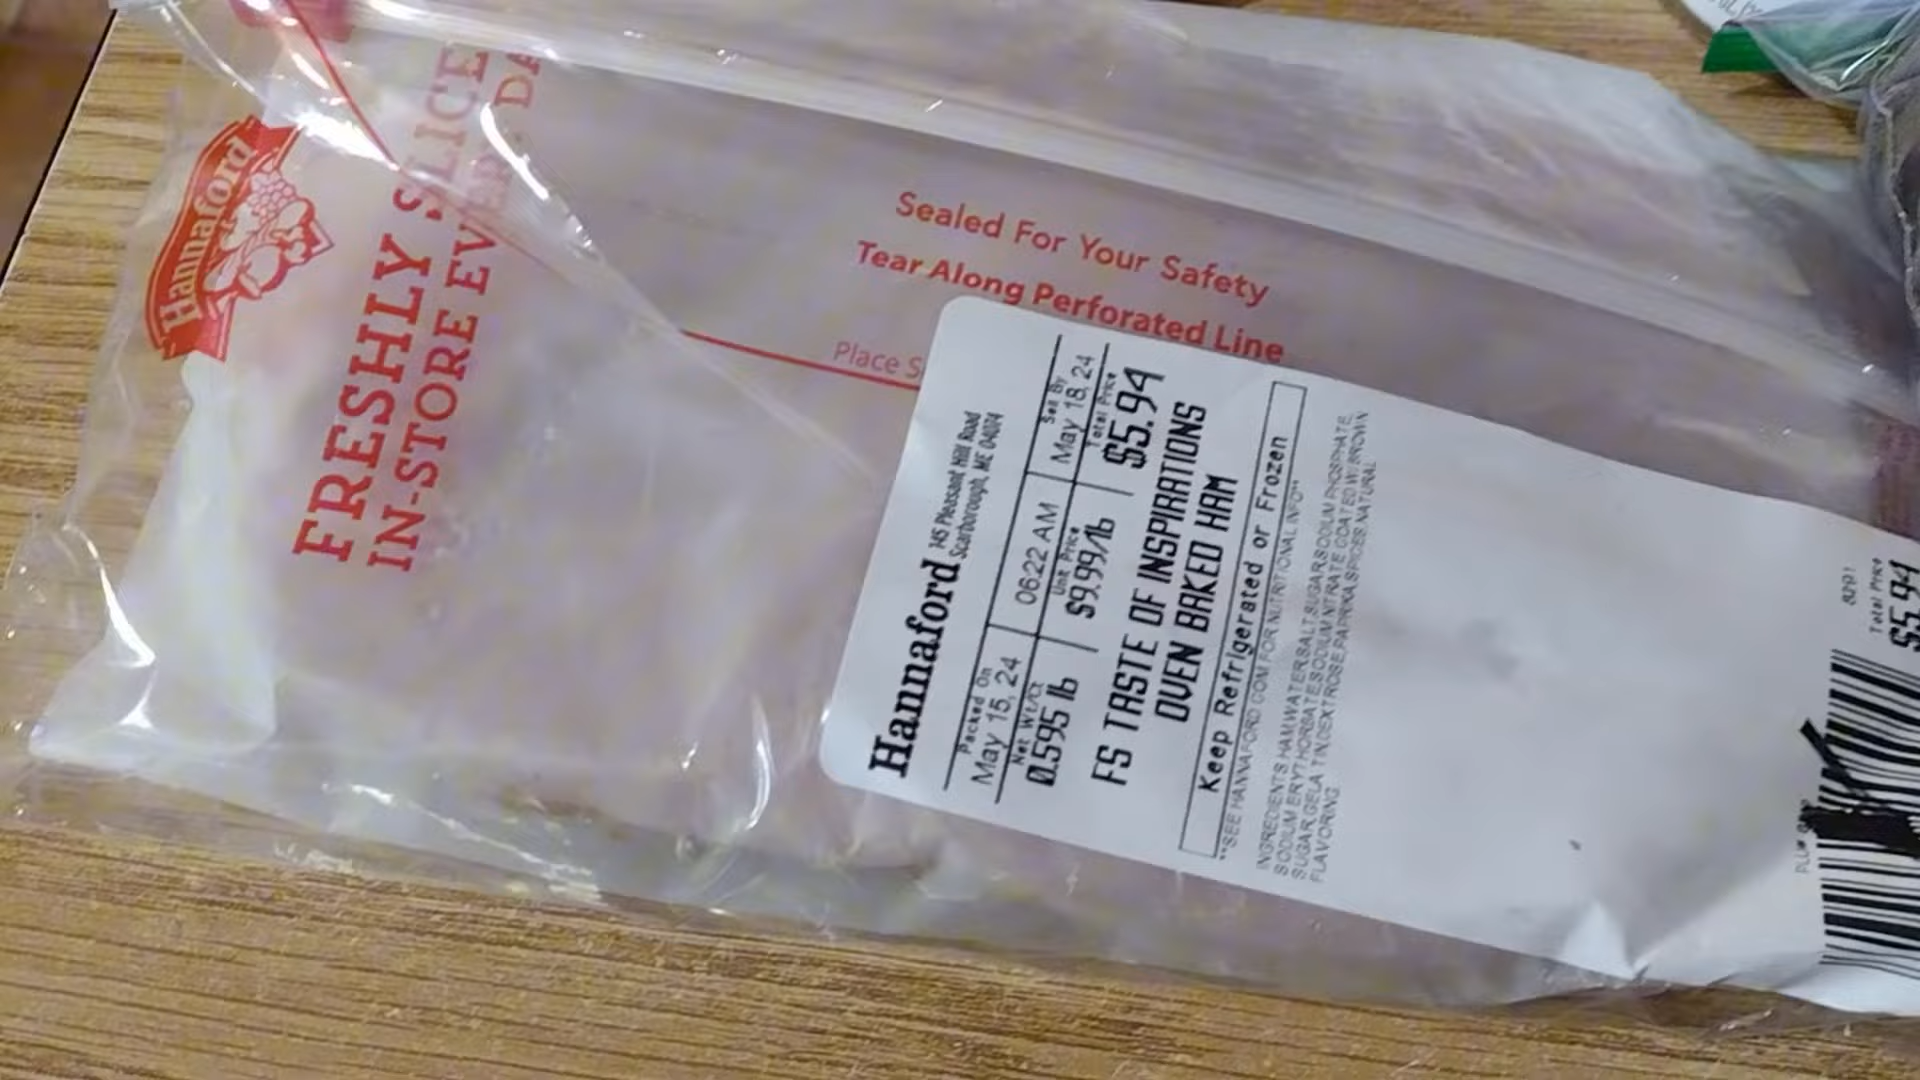 Hannaford
FRESHLY SLICE
IN-STORE EVERY DA
Sealed For Your Safety
Tear Along Perforated Line
Place S
Hannaford 145 Pleasant Hill Road
Scarborough, ME 04074
Packed On
May 15, 24 06:22 AM
Sell By
May 18, 24
Net Wt/Ct
0.595 lb
Unit Price
$9.99/lb
Total Price
$5.94
FS TASTE OF INSPIRATIONS
OVEN BAKED HAM
Keep Refrigerated or Frozen
**SEE HANNAFORD.COM FOR NUTRITIONAL INFO**
INGREDIENTS HAM,WATER,SALT,SUGAR,SODIUM PHOSPHATE,
SODIUM ERYTHORBATE,SODIUM NITRATE COATED W/ BROWN
SUGAR,GELATIN,DEXTROSE,PAPRIKA,SPICES,NATURAL
FLAVORING.
Total Price
$5.94
PLU#